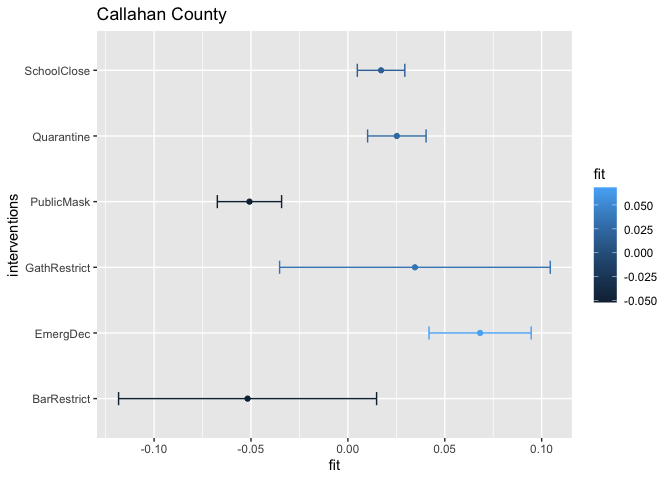 Callahan County
interventions
SchoolClose
Quarantine
PublicMask
GathRestrict
EmergDec
BarRestrict
-0.10
-0.05
0.00
0.05
0.10
fit
fit
0.050
0.025
0.000
-0.025
-0.050